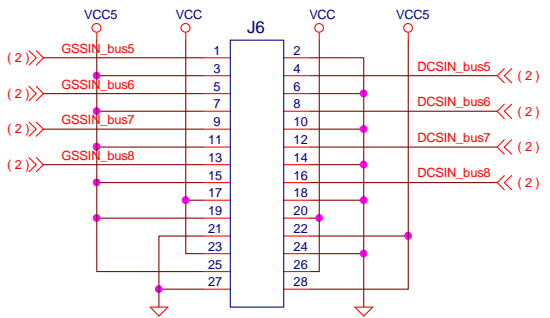 VCC5 VCC VCC VCC5
J6
GSSIN_bus5 1 2
(2) 3 4 DCSIN_bus5 (2)
GSSIN_bus6 5 6
(2) 7 8 DCSIN_bus6 (2)
GSSIN_bus7 9 10
(2) 11 12 DCSIN_bus7 (2)
GSSIN_bus8 13 14
(2) 15 16 DCSIN_bus8 (2)
17 18
19 20
21 22
23 24
25 26
27 28